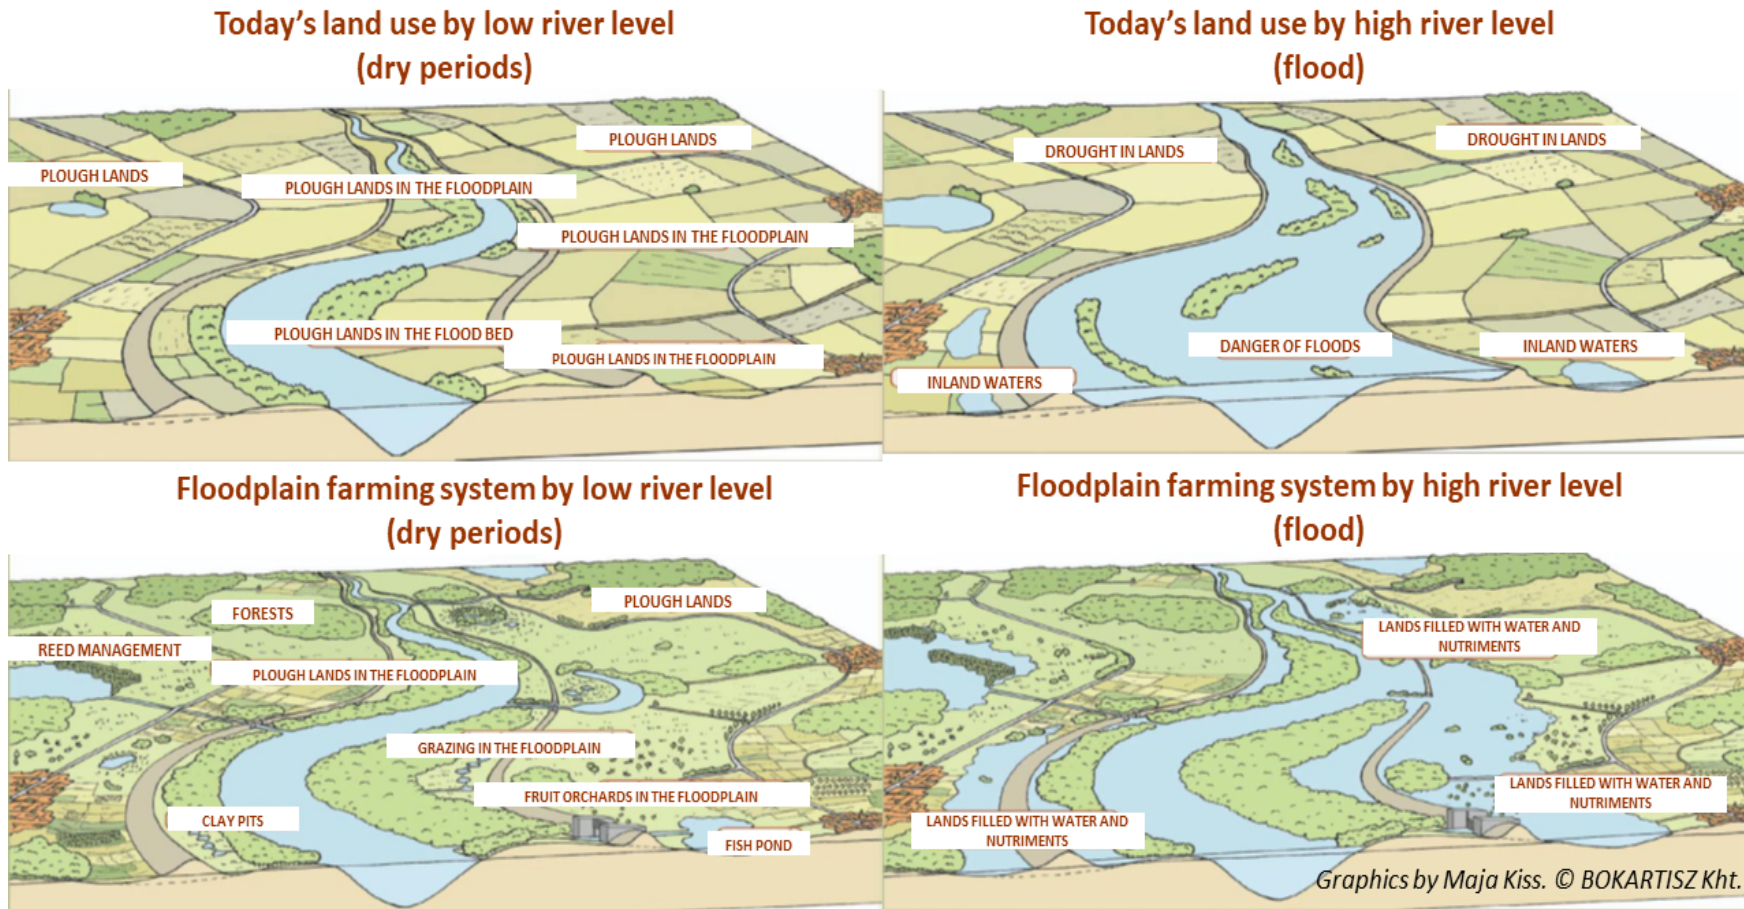 Today's land use by low river level
(dry periods)
PLOUGH LANDS
PLOUGH LANDS
PLOUGH LANDS IN THE FLOODPLAIN
PLOUGH LANDS IN THE FLOODPLAIN
PLOUGH LANDS IN THE FLOOD BED
PLOUGH LANDS IN THE FLOODPLAIN
Today's land use by high river level
(flood)
DROUGHT IN LANDS
DROUGHT IN LANDS
DANGER OF FLOODS
INLAND WATERS
INLAND WATERS
Floodplain farming system by low river level
(dry periods)
PLOUGH LANDS
FORESTS
REED MANAGEMENT
PLOUGH LANDS IN THE FLOODPLAIN
GRAZING IN THE FLOODPLAIN
FRUIT ORCHARDS IN THE FLOODPLAIN
CLAY PITS
FISH POND
Floodplain farming system by high river level
(flood)
LANDS FILLED WITH WATER AND
NUTRIMENTS
LANDS FILLED WITH WATER AND
NUTRIMENTS
LANDS FILLED WITH WATER AND
NUTRIMENTS
Graphics by Maja Kiss. © BOKARTISZ Kht.